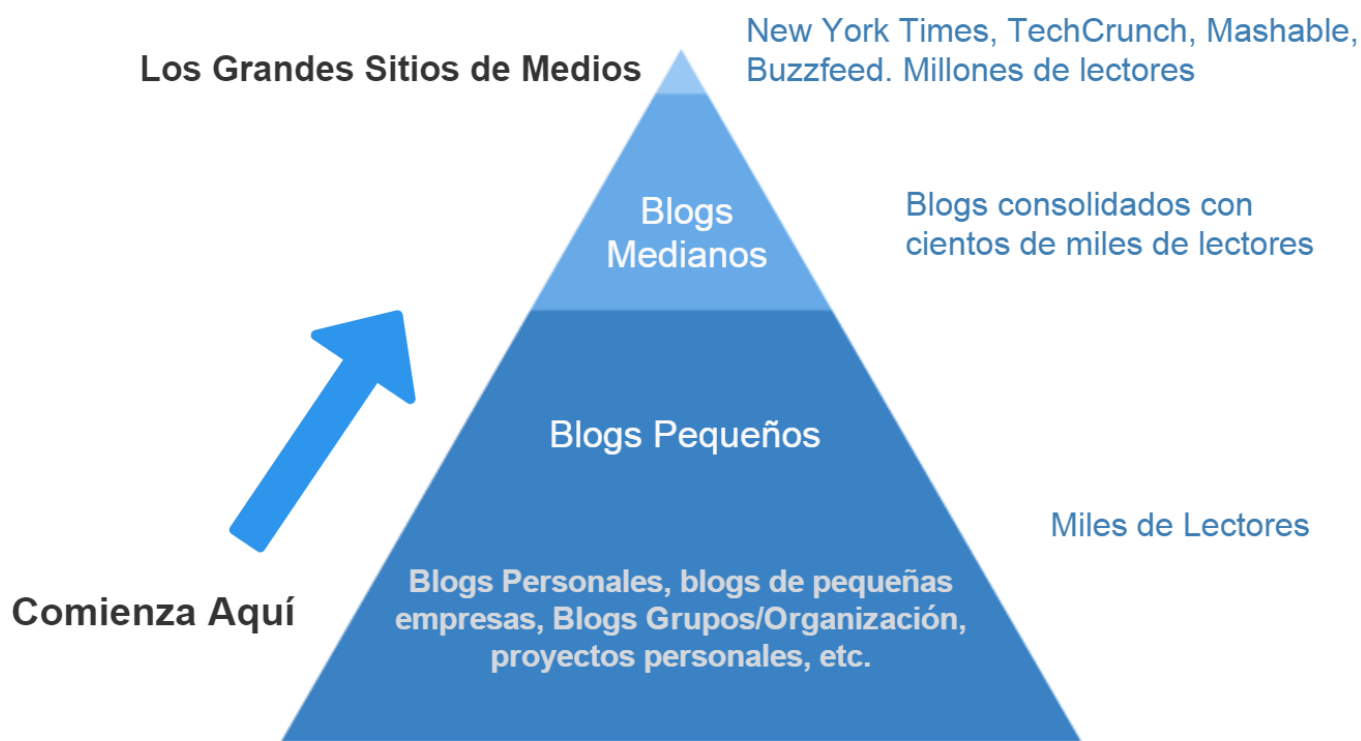 New York Times, TechCrunch, Mashable,
Buzzfeed. Millones de lectores
Los Grandes Sitios de Medios
Blogs
Medianos
Blogs consolidados con
cientos de miles de lectores
Blogs Pequeños
Miles de Lectores
Blogs Personales, blogs de pequeñas
empresas, Blogs Grupos/Organización,
proyectos personales, etc.
Comienza Aquí